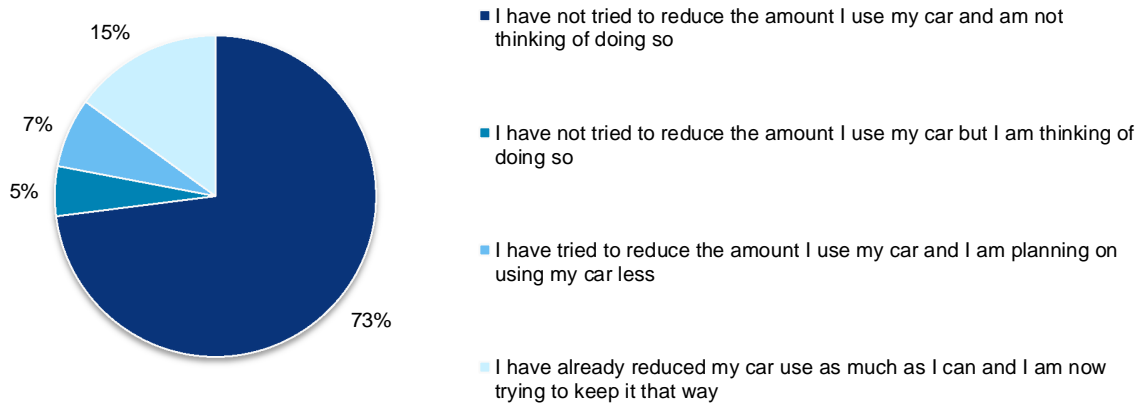 I have not tried to reduce the amount I use my car and am not
thinking of doing so
15%
7%
I have not tried to reduce the amount I use my car but I am thinking of
doing so
5%
I have tried to reduce the amount I use my car and I am planning on
using my car less
73%
I have already reduced my car use as much as I can and I am now
trying to keep it that way